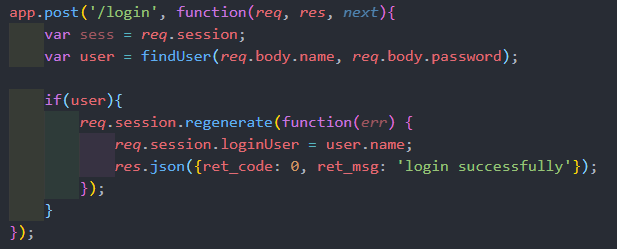 app.post('/login', function(req, res, next){
    var sess = req.session;
    var user = findUser(req.body.name, req.body.password);

    if(user){
        req.session.regenerate(function(err) {
            req.session.loginUser = user.name;
            res.json({ret_code: 0, ret_msg: 'login successfully'});
        });
    }
});